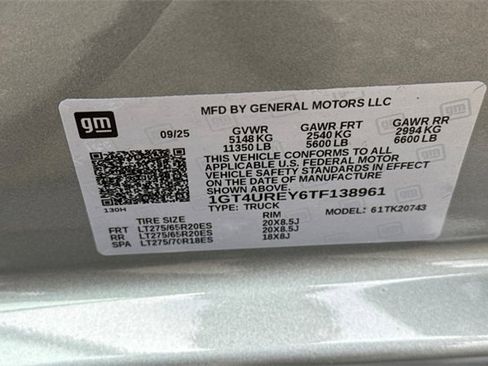 gm
MFD BY GENERAL MOTORS LLC
09/25 GVWR GAWR FRT GAWR RR
5148 KG 2540 KG 2994 KG
11350 LB 5600 LB 6600 LB
THIS VEHICLE CONFORMS TO ALL
APPLICABLE U.S. FEDERAL MOTOR
VEHICLE SAFETY STANDARDS IN EFFECT
ON THE DATE OF MANUFACTURE
SHOWN ABOVE.
1GT4UREY6TF138961
130H TYPE: TRUCK MODEL: 61TK20743
TIRE SIZE RIM
FRT LT275/65R20ES 20X8.5J
RR LT275/65R20ES 20X8.5J
SPA LT275/70R18ES 18X8J